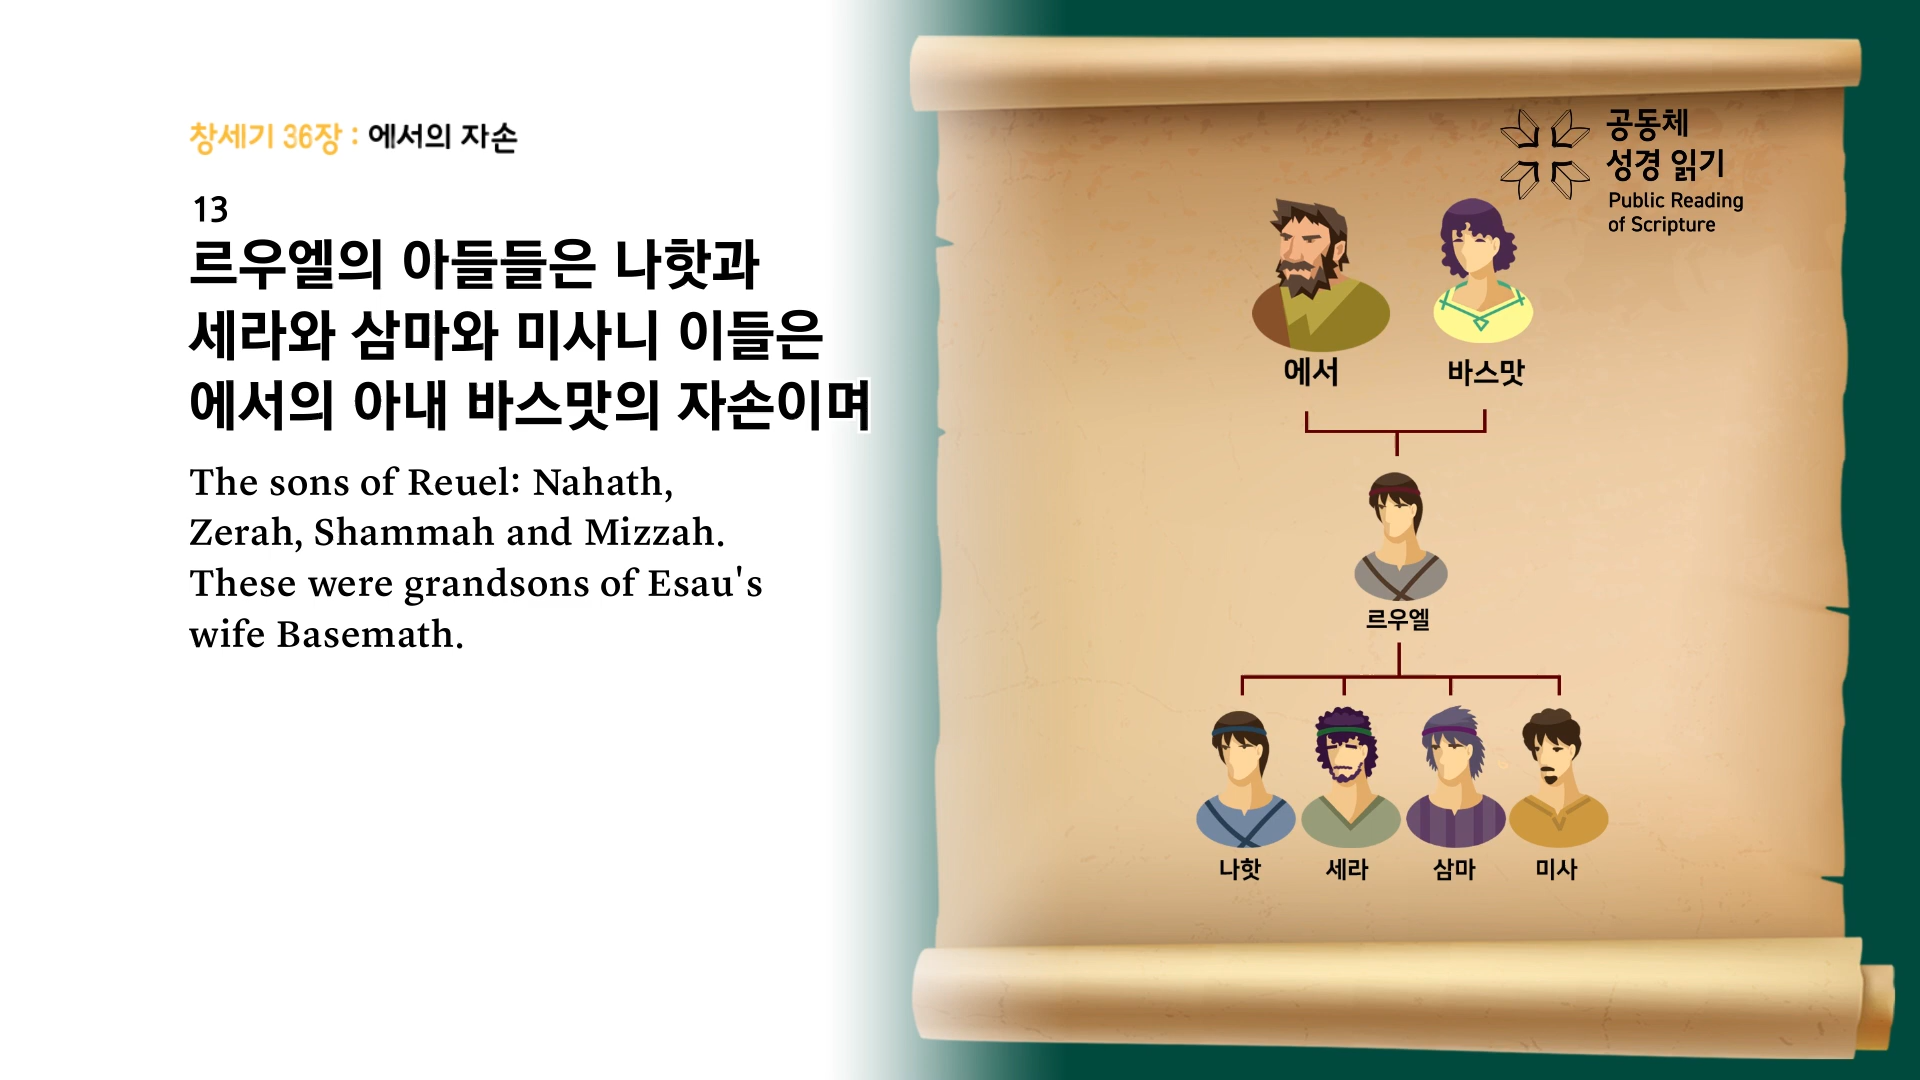 창세기 36장 : 에서의 자손
13
르우엘의 아들들은 나핫과
세라와 삼마와 미사니 이들은
에서의 아내 바스맛의 자손이며
The sons of Reuel: Nahath,
Zerah, Shammah and Mizzah.
These were grandsons of Esau's
wife Basemath.
공동체
성경 읽기
Public Reading
of Scripture
에서 바스맛
르우엘
나핫 세라 삼마 미사